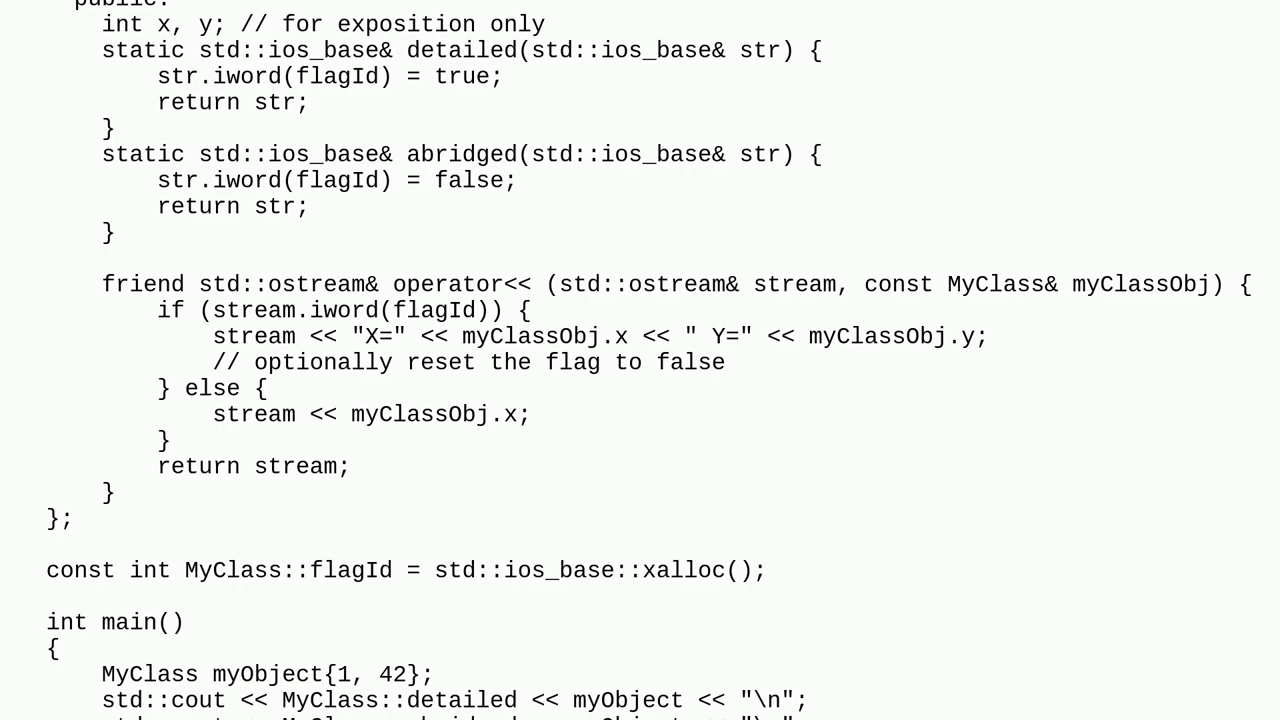 public:
    int x, y; // for exposition only
    static std::ios_base& detailed(std::ios_base& str) {
        str.iword(flagId) = true;
        return str;
    }
    static std::ios_base& abridged(std::ios_base& str) {
        str.iword(flagId) = false;
        return str;
    }

    friend std::ostream& operator<< (std::ostream& stream, const MyClass& myClassObj) {
        if (stream.iword(flagId)) {
            stream << "X=" << myClassObj.x << " Y=" << myClassObj.y;
            // optionally reset the flag to false
        } else {
            stream << myClassObj.x;
        }
        return stream;
    }
};

const int MyClass::flagId = std::ios_base::xalloc();

int main()
{
    MyClass myObject{1, 42};
    std::cout << MyClass::detailed << myObject << "\n";